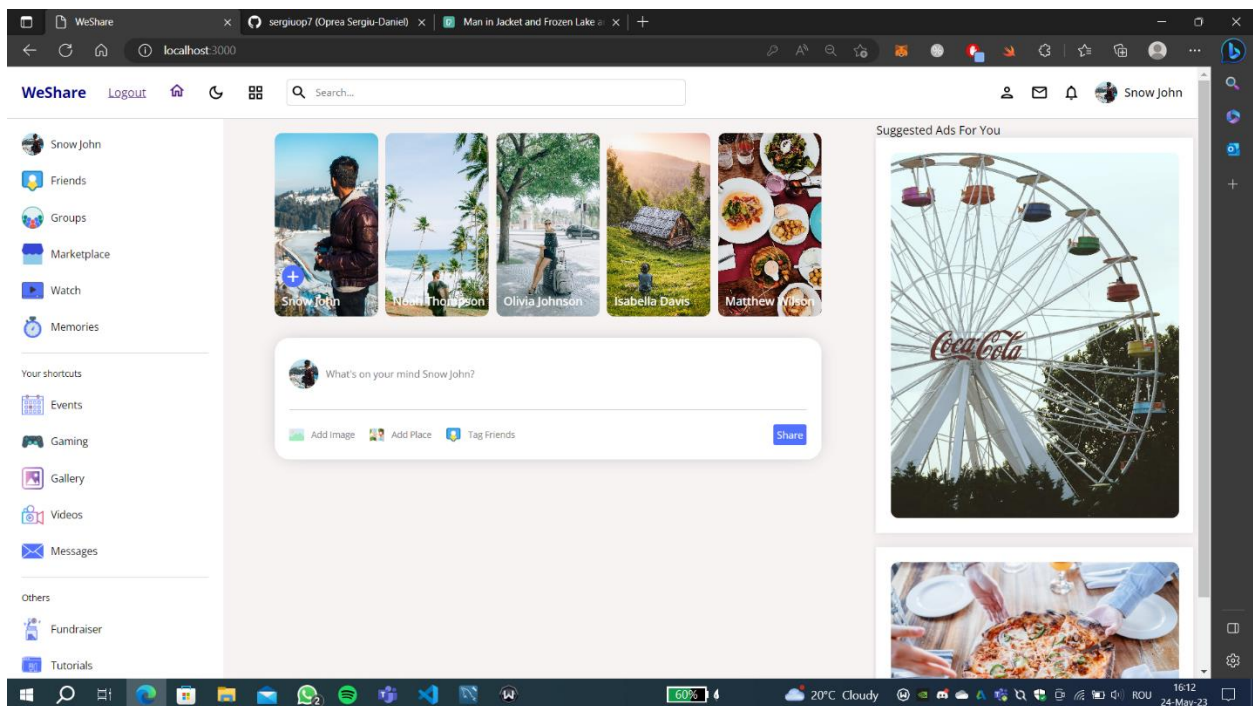 WeShare
sergiuop7 (Oprea Sergiu-Daniel)
Man in Jacket and Frozen Lake a
localhost:3000
WeShare Logout Search... Snow John
Snow John
Friends
Groups
Marketplace
Watch
Memories
Your shortcuts
Events
Gaming
Gallery
Videos
Messages
Others
Fundraiser
Tutorials
Snow John
Noah Thompson
Olivia Johnson
Isabella Davis
Matthew Wilson
What's on your mind Snow John?
Add Image Add Place Tag Friends Share
Suggested Ads For You
Coca-Cola
60%
20°C Cloudy
ROU
16:12
24-May-23